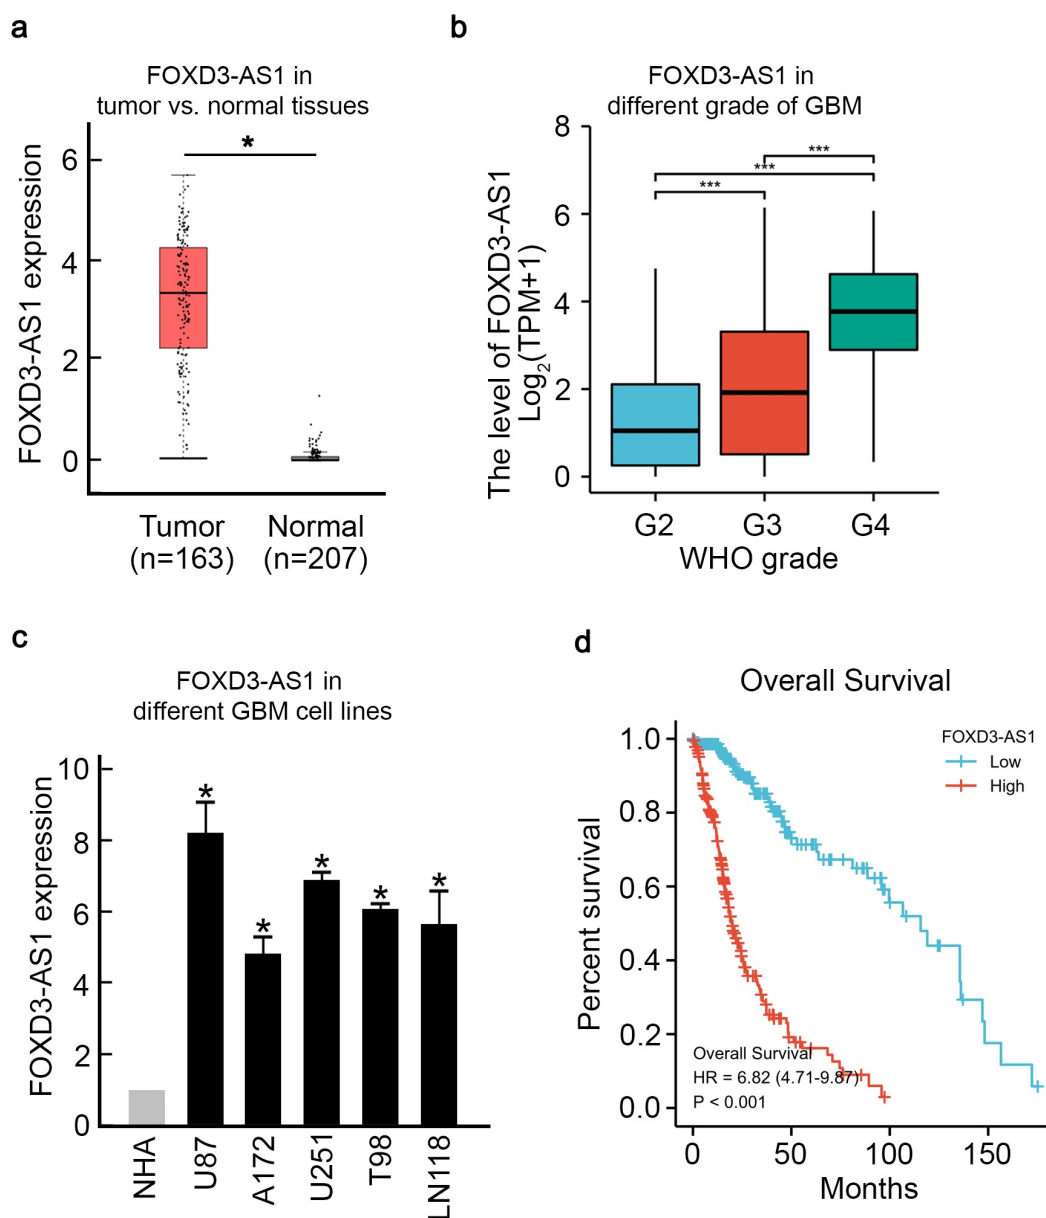 a
FOXD3-AS1 in
tumor vs. normal tissues
FOXD3-AS1 expression
6
4
2
0
*
Tumor
(n=163)
Normal
(n=207)
b
FOXD3-AS1 in
different grade of GBM
The level of FOXD3-AS1
Log2(TPM+1)
8
6
4
2
0
***
***
***
G2
G3
G4
WHO grade
c
FOXD3-AS1 in
different GBM cell lines
FOXD3-AS1 expression
10
8
6
4
2
0
*
*
*
*
*
NHA
U87
A172
U251
T98
LN118
d
Overall Survival
Percent survival
1.0
0.8
0.6
0.4
0.2
0.0
FOXD3-AS1
Low
High
Overall Survival
HR = 6.82 (4.71-9.87)
P < 0.001
0
50
100
150
Months